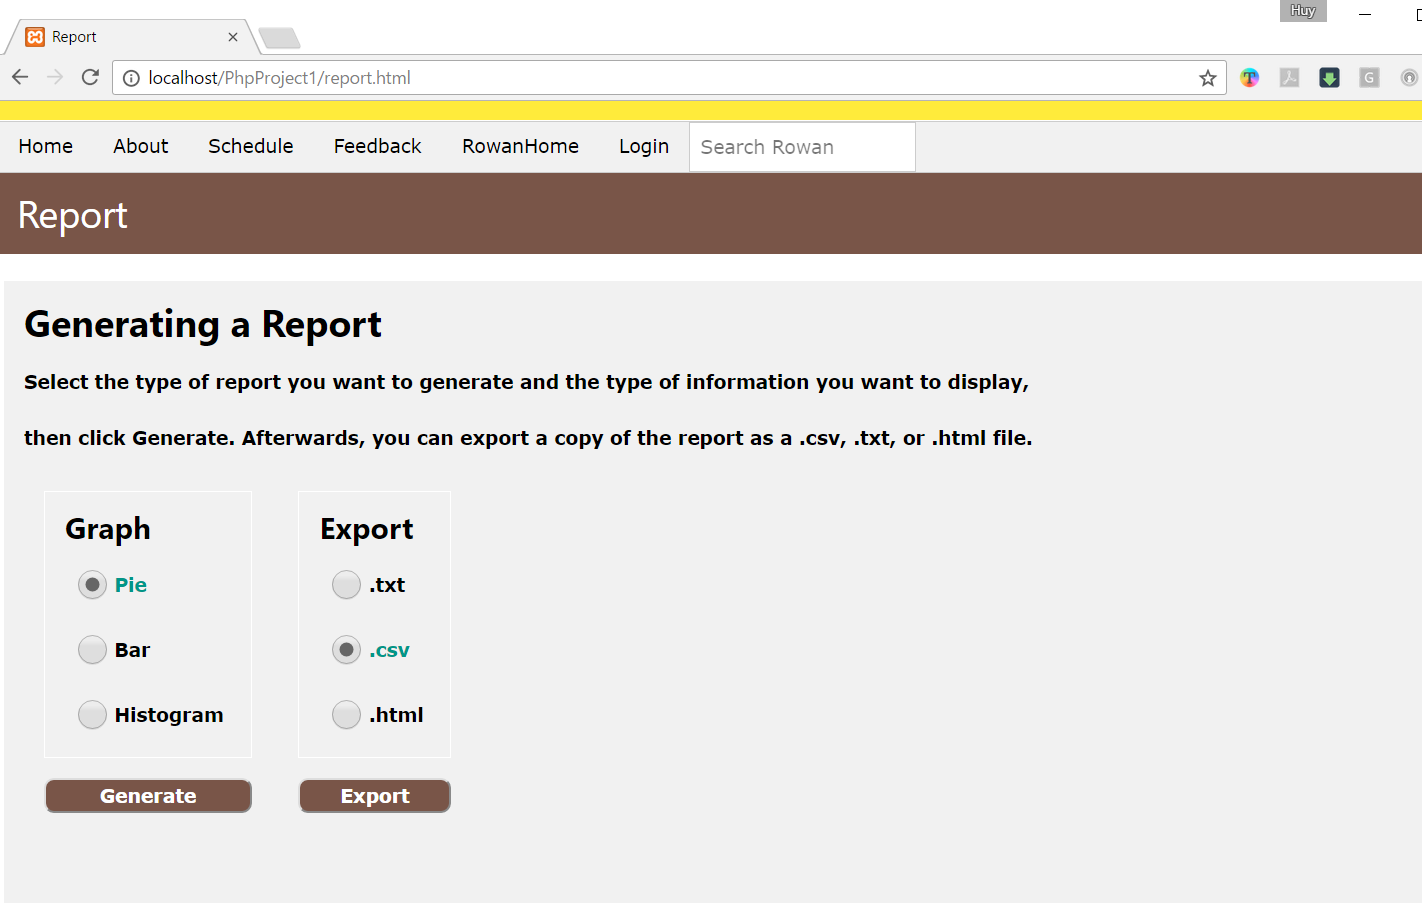 Huy
Report
localhost/PhpProject1/report.html
Home About Schedule Feedback RowanHome Login Search Rowan
Report
Generating a Report
Select the type of report you want to generate and the type of information you want to display,
then click Generate. Afterwards, you can export a copy of the report as a .csv, .txt, or .html file.
Graph
Pie
Bar
Histogram
Generate
Export
.txt
.csv
.html
Export